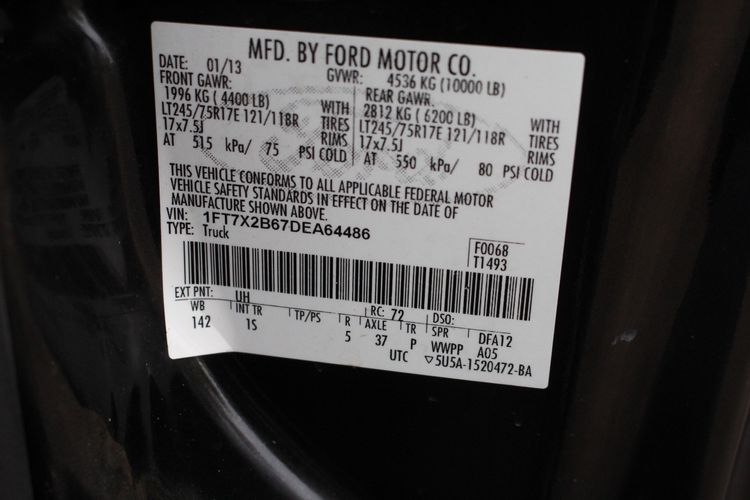 MFD. BY FORD MOTOR CO.
DATE: 01/13 GVWR: 4536 KG (10000 LB)
FRONT GAWR: REAR GAWR:
1996 KG (4400 LB) WITH 2812 KG (6200 LB) WITH
LT245/75R17E 121/118R TIRES LT245/75R17E 121/118R TIRES
17x7.5J RIMS 17x7.5J RIMS
AT 515 kPa/ 75 PSI COLD AT 550 kPa/ 80 PSI COLD
THIS VEHICLE CONFORMS TO ALL APPLICABLE FEDERAL MOTOR
VEHICLE SAFETY STANDARDS IN EFFECT ON THE DATE OF
MANUFACTURE SHOWN ABOVE.
VIN: 1FT7X2B67DEA64486
TYPE: Truck
F0068
T1493
EXT PNT: UH RC: 72 DSO:
WB INT TR TP/PS R AXLE TR SPR DFA12
142 1S 5 37 P WWPP A05
UTC ▽5U5A-1520472-BA